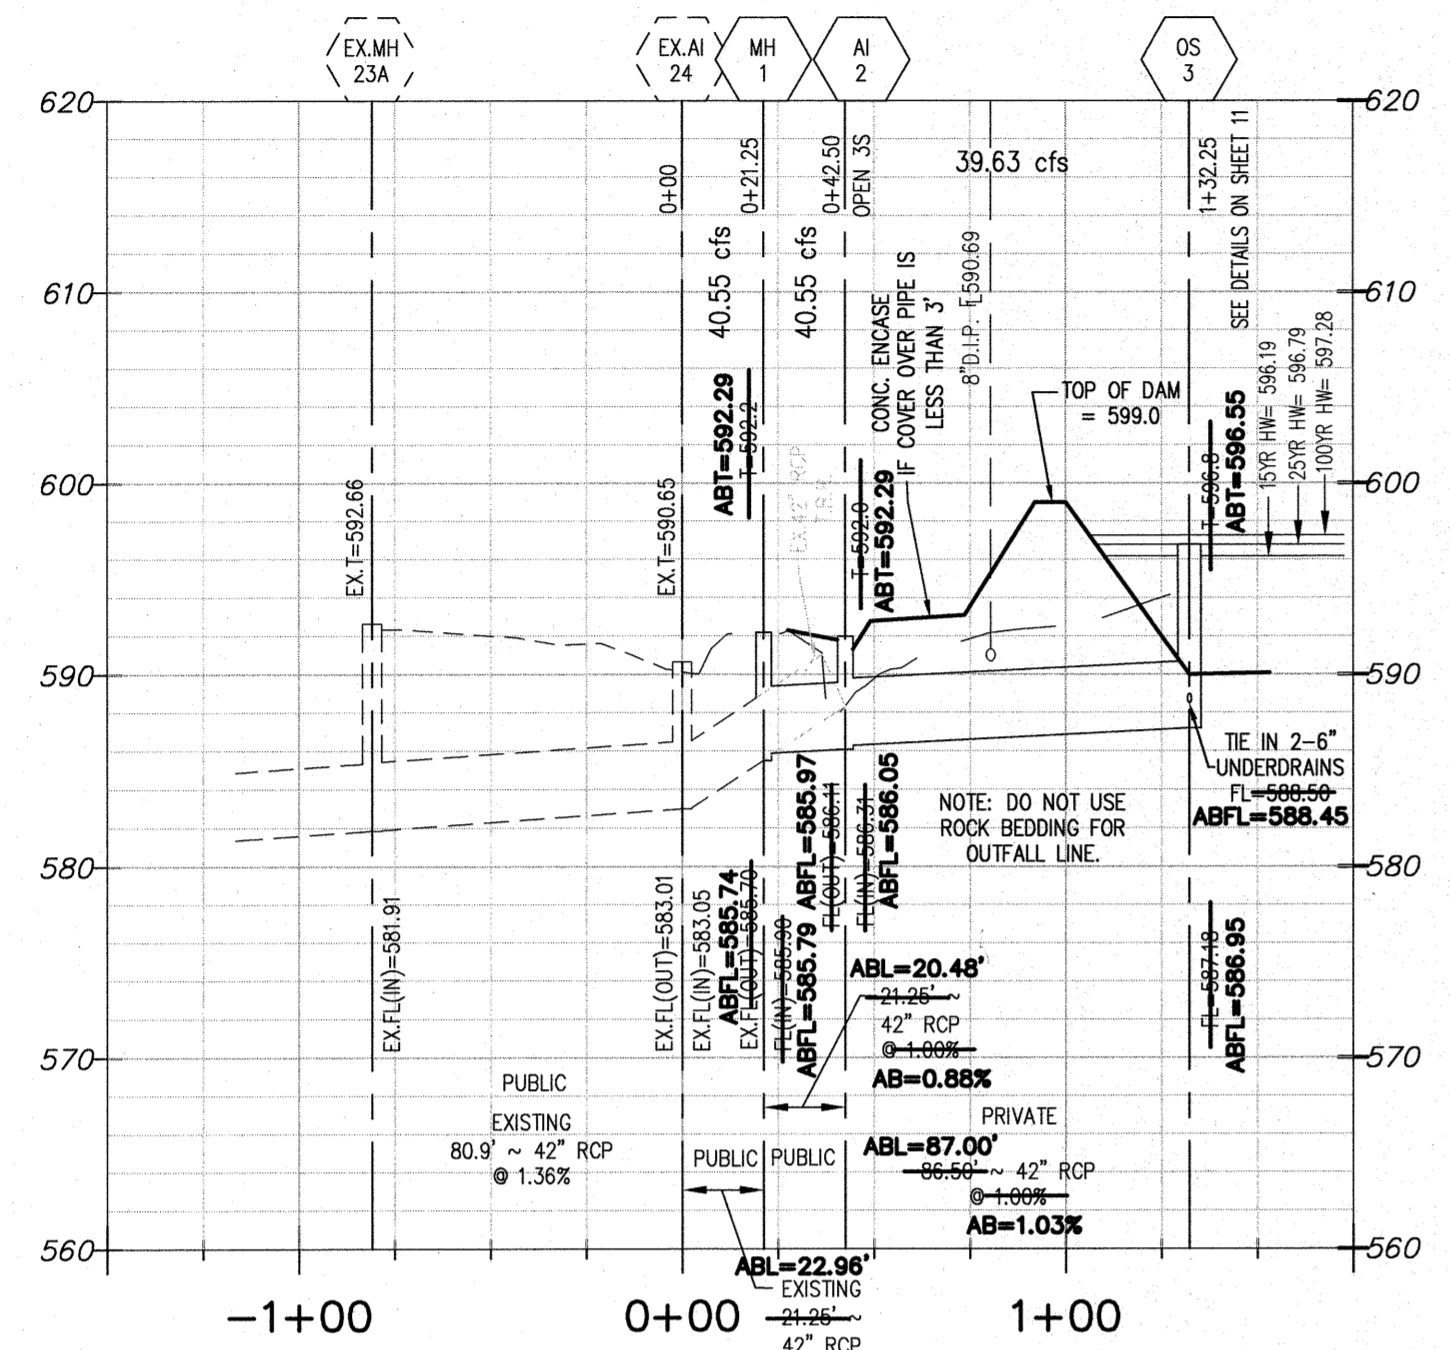 EX.MH
23A
EX.AI
24
MH
1
AI
2
OS
3
620
620
610
610
600
600
590
590
580
580
570
570
560
560
0+00
0+21.25
0+42.50
OPEN 3S
39.63 cfs
1+32.25
SEE DETAILS ON SHEET 11
40.55 cfs
40.55 cfs
CONC. ENCASE
IF COVER OVER PIPE IS
LESS THAN 3'
8"D.I.P. FL590.69
TOP OF DAM
= 599.0
15YR HW= 596.19
25YR HW= 596.79
100YR HW= 597.28
EX.T=592.66
EX.T=590.65
ABT=592.29
T=592.2
EX.42" RCP
T=592.0
ABT=592.29
T=596.8
ABT=596.55
TIE IN 2-6"
UNDERDRAINS
FL=588.50
ABFL=588.45
NOTE: DO NOT USE
ROCK BEDDING FOR
OUTFALL LINE.
EX.FL(IN)=581.91
EX.FL(OUT)=583.01
EX.FL(IN)=583.05
ABFL=585.74
EX.FL(OUT)=585.70
FL(IN)=585.90
ABFL=585.79
ABFL=585.97
FL(OUT)=586.11
FL(IN)=586.31
ABFL=586.05
FL=587.18
ABFL=586.95
ABL=20.48'
21.25' ~
42" RCP
@ 1.00%
AB=0.88%
PUBLIC
EXISTING
80.9' ~ 42" RCP
@ 1.36%
PUBLIC
PUBLIC
PRIVATE
ABL=87.00'
86.50' ~ 42" RCP
@ 1.00%
AB=1.03%
ABL=22.96'
EXISTING
21.25' ~
42" RCP
-1+00
0+00
1+00